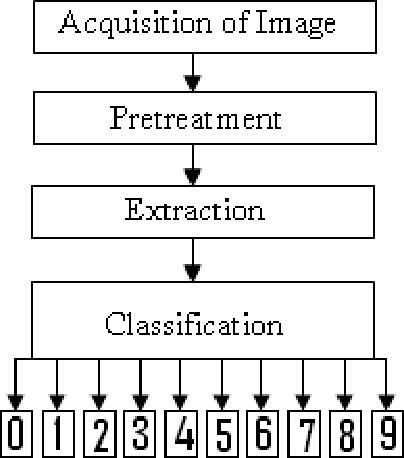 Acquisition of Image
Pretreatment
Extraction
Classification
0 1 2 3 4 5 6 7 8 9